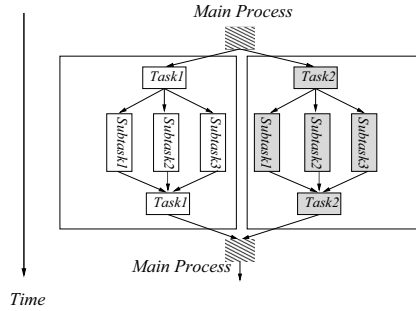 Main Process
Task1
Task2
Subtask1
Subtask2
Subtask3
Subtask1
Subtask2
Subtask3
Task1
Task2
Main Process
Time